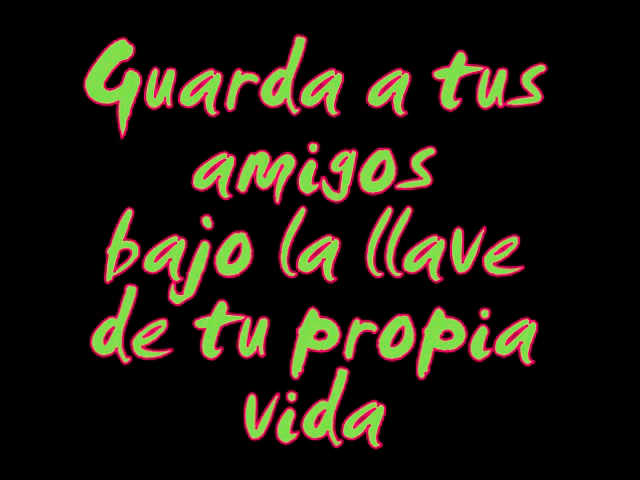 Guarda a tus
amigos
bajo la llave
de tu propia
vida